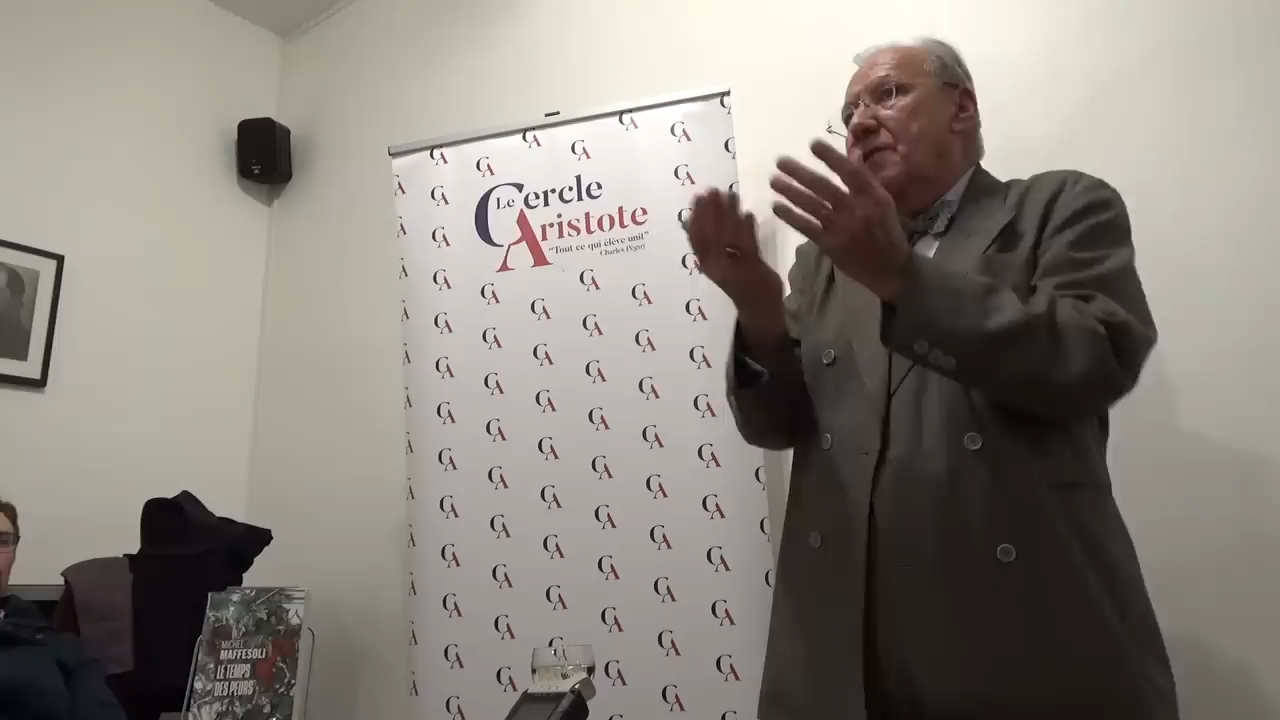 Le Cercle
Aristote
"Tout ce qui élève unit"
Charles Péguy
MICHEL
MAFFESOLI
LE TEMPS
DES PEURS